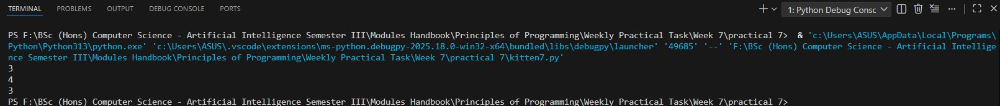 TERMINAL PROBLEMS OUTPUT DEBUG CONSOLE PORTS 1: Python Debug Consc
PS F:\BSc (Hons) Computer Science - Artificial Intelligence Semester III\Modules Handbook\Principles of Programming\Weekly Practical Task\Week 7\practical 7>  & 'c:\Users\ASUS\AppData\Local\Programs\
Python\Python313\python.exe' 'c:\Users\ASUS\.vscode\extensions\ms-python.debugpy-2025.18.0-win32-x64\bundled\libs\debugpy\launcher' '49685' '--' 'F:\BSc (Hons) Computer Science - Artificial Intellige
nce Semester III\Modules Handbook\Principles of Programming\Weekly Practical Task\Week 7\practical 7\kitten7.py'
3
4
3
PS F:\BSc (Hons) Computer Science - Artificial Intelligence Semester III\Modules Handbook\Principles of Programming\Weekly Practical Task\Week 7\practical 7>